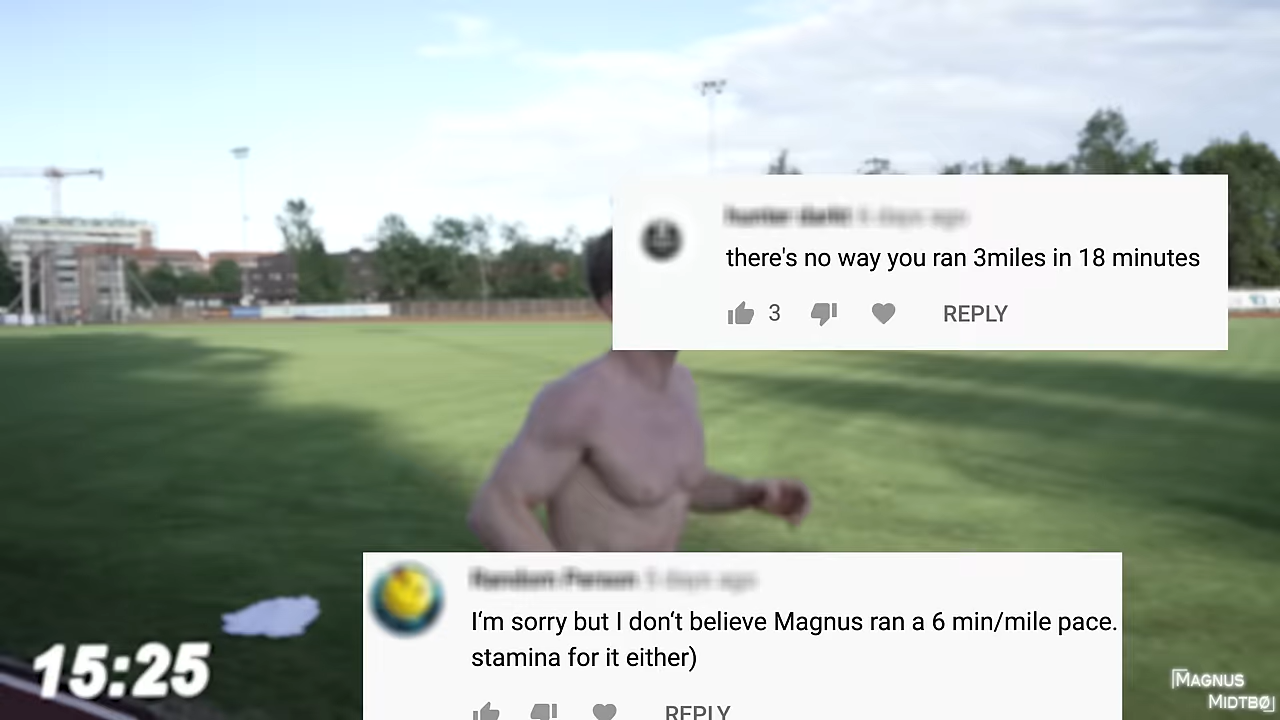 there's no way you ran 3miles in 18 minutes
3
REPLY
I'm sorry but I don't believe Magnus ran a 6 min/mile pace.
stamina for it either)
REPLY
15:25
MAGNUS
MIDTBØ